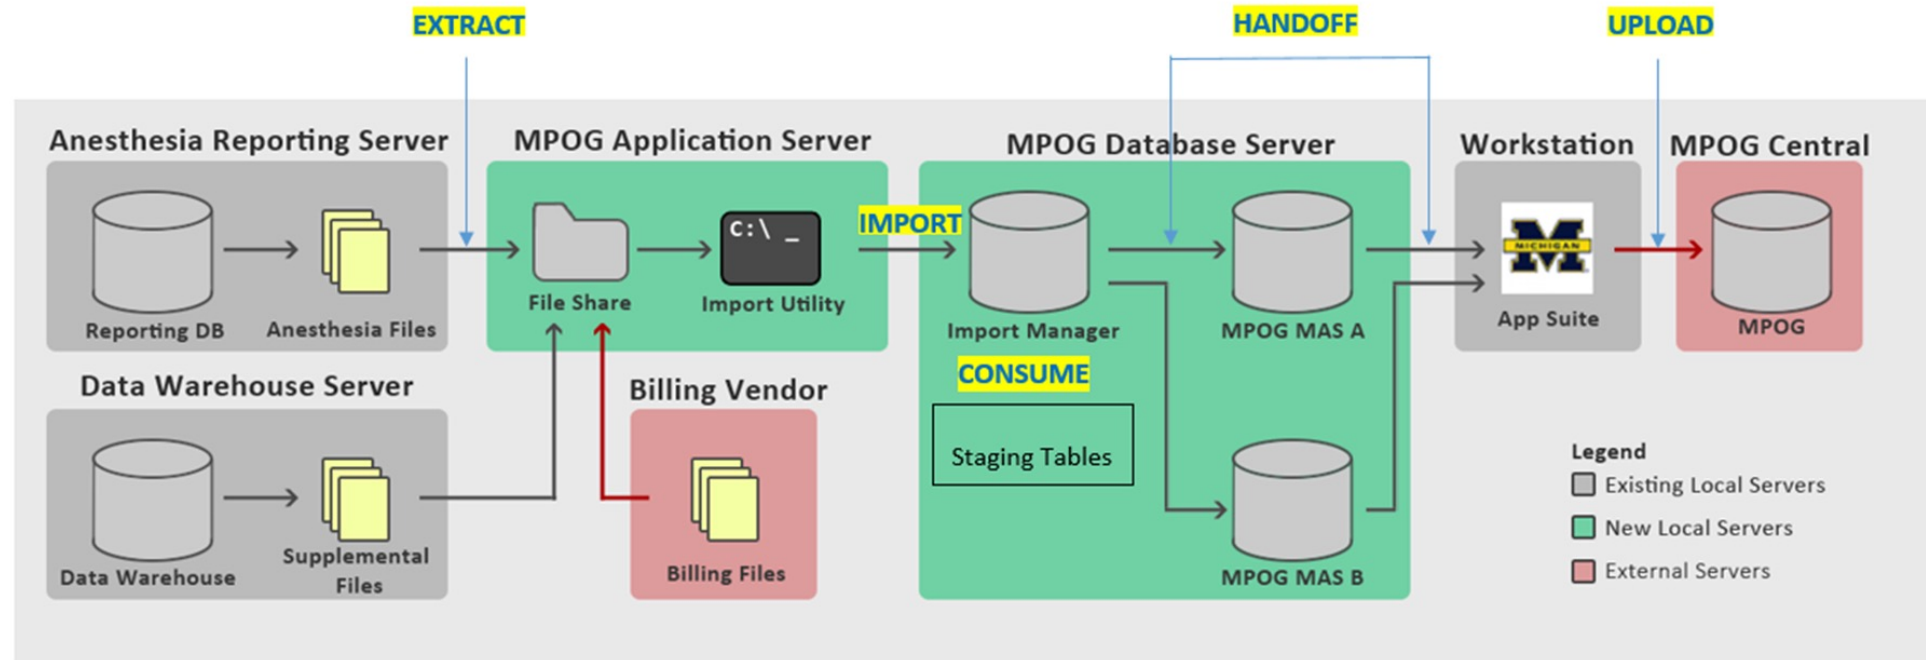 EXTRACT
HANDOFF
UPLOAD
Anesthesia Reporting Server
MPOG Application Server
MPOG Database Server
Workstation
MPOG Central
IMPORT
C:\ _
MICHIGAN
Reporting DB
Anesthesia Files
File Share
Import Utility
Import Manager
MPOG MAS A
App Suite
MPOG
Data Warehouse Server
Billing Vendor
CONSUME
Staging Tables
Data Warehouse
Supplemental
Files
Billing Files
MPOG MAS B
Legend
Existing Local Servers
New Local Servers
External Servers